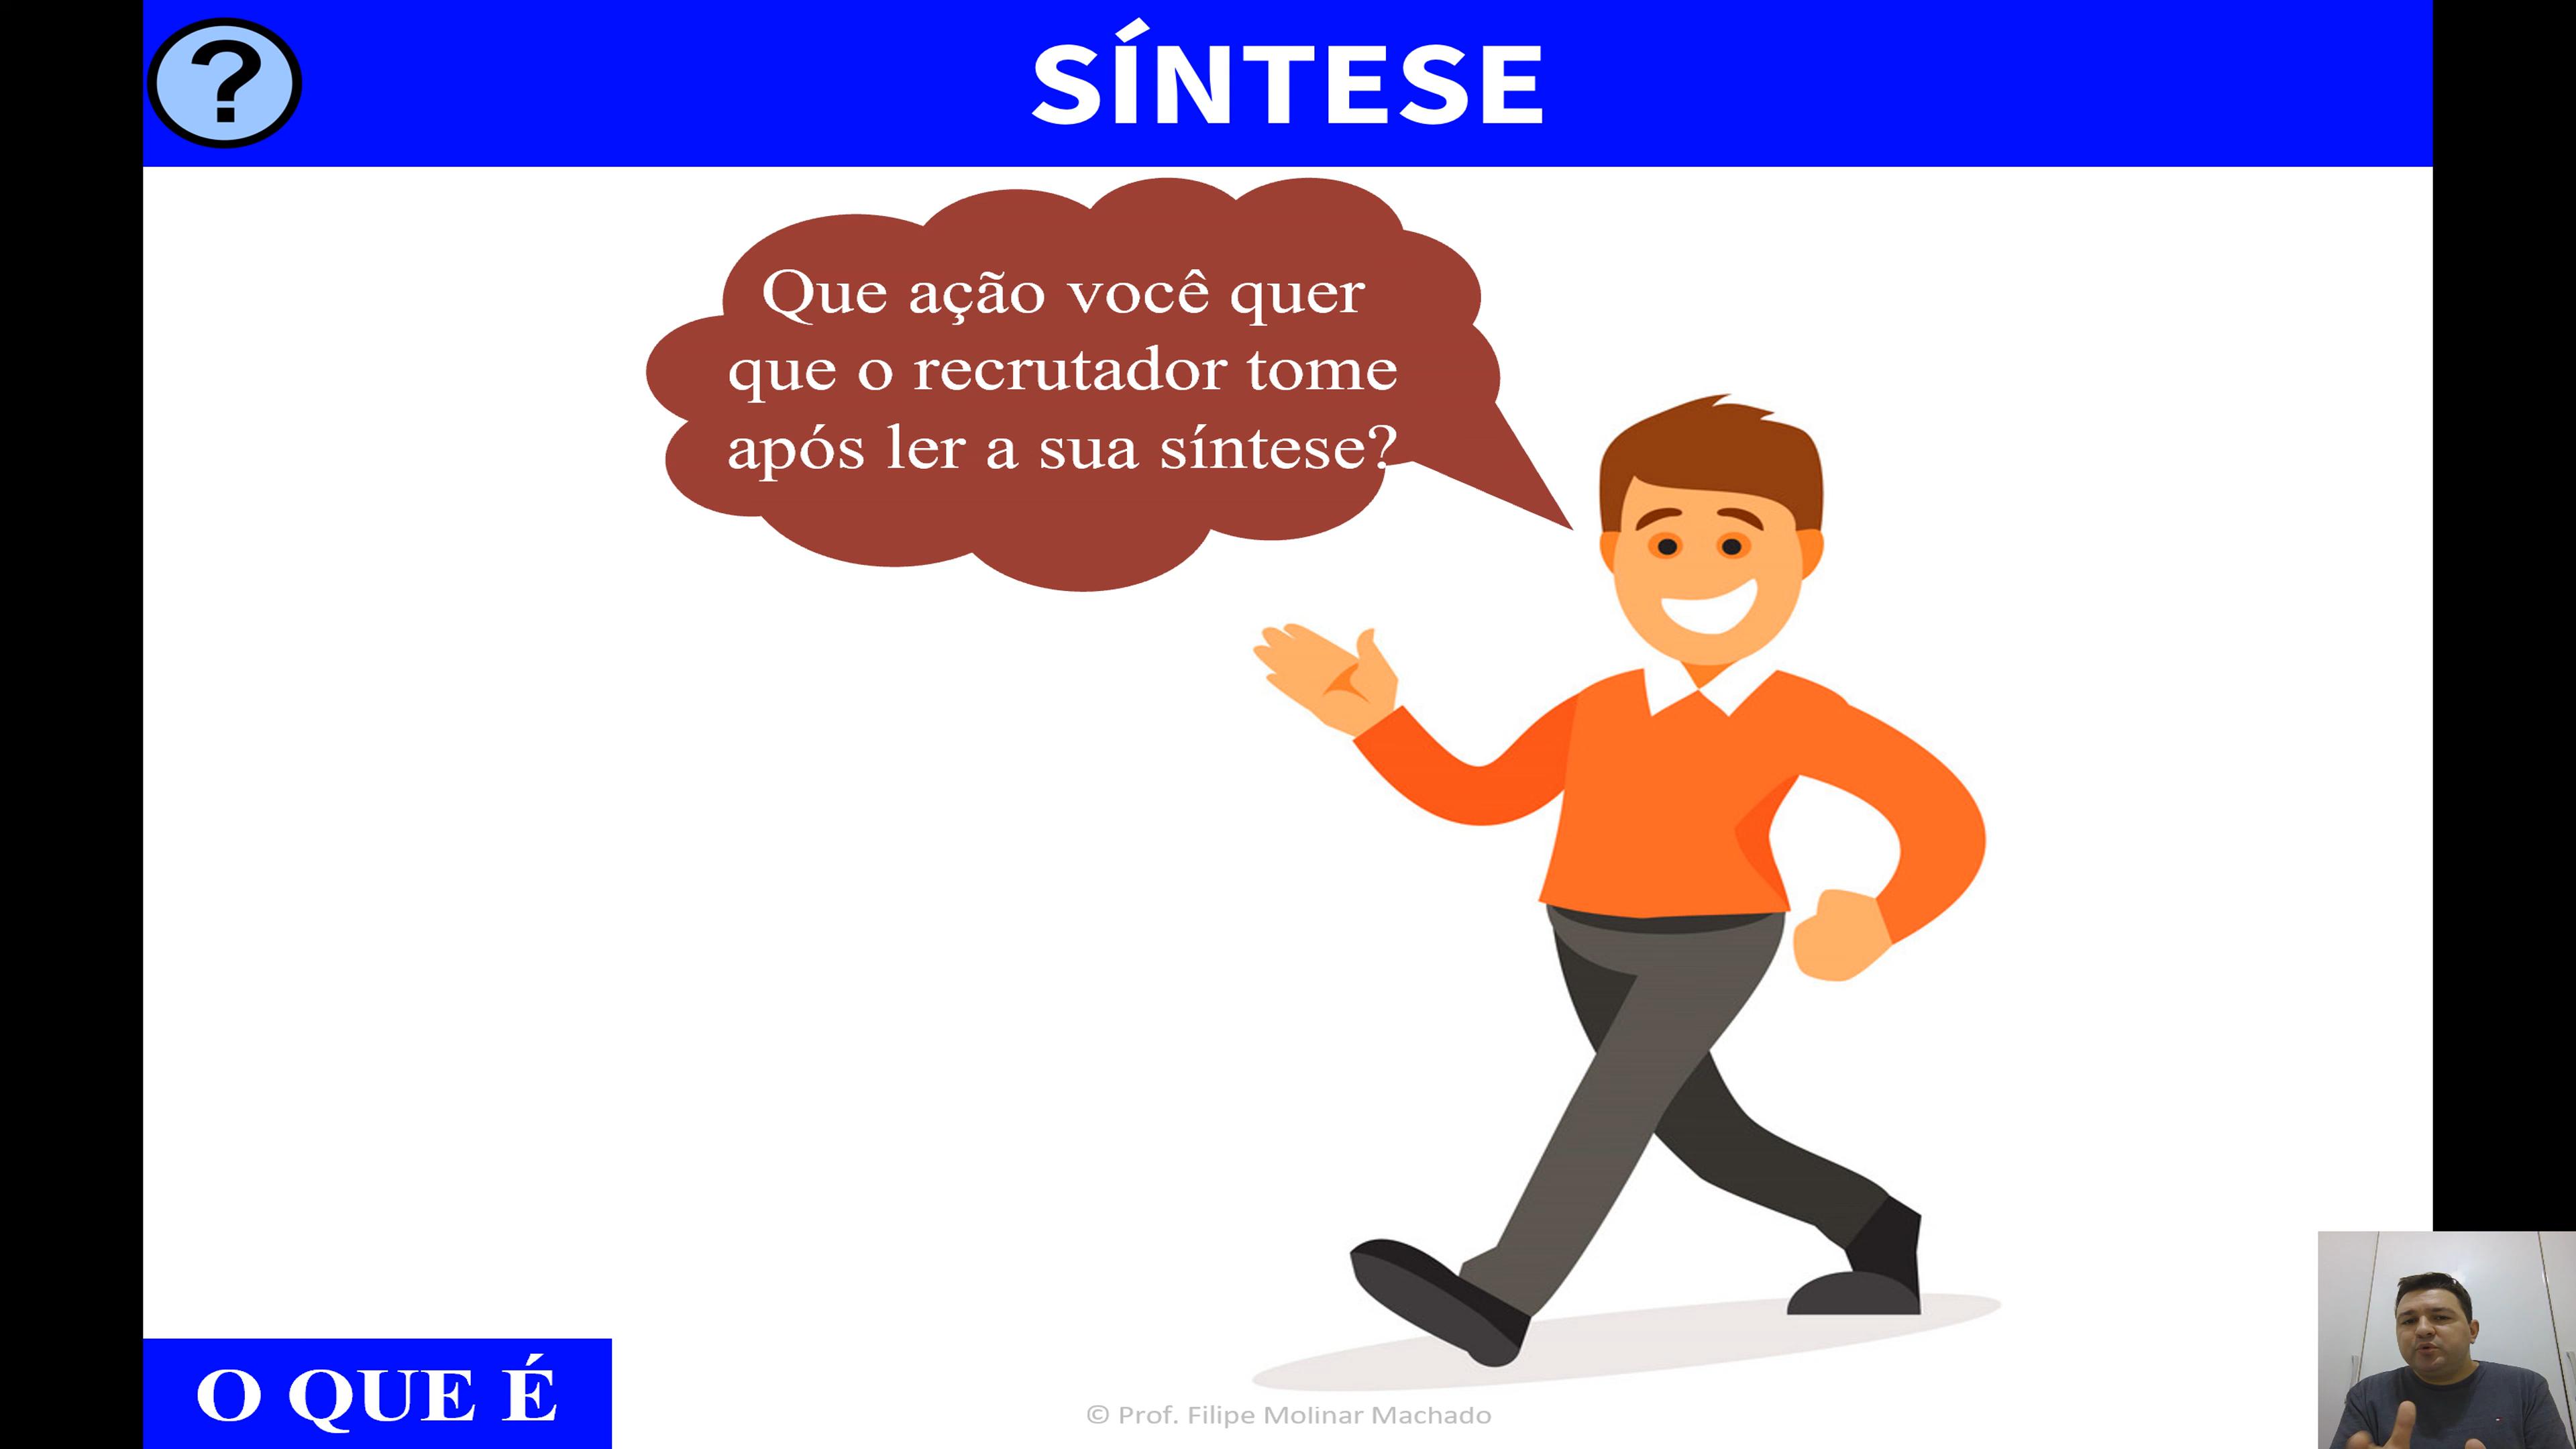 ?
SÍNTESE
Que ação você quer
que o recrutador tome
após ler a sua síntese?
O QUE É
© Prof. Filipe Molinar Machado